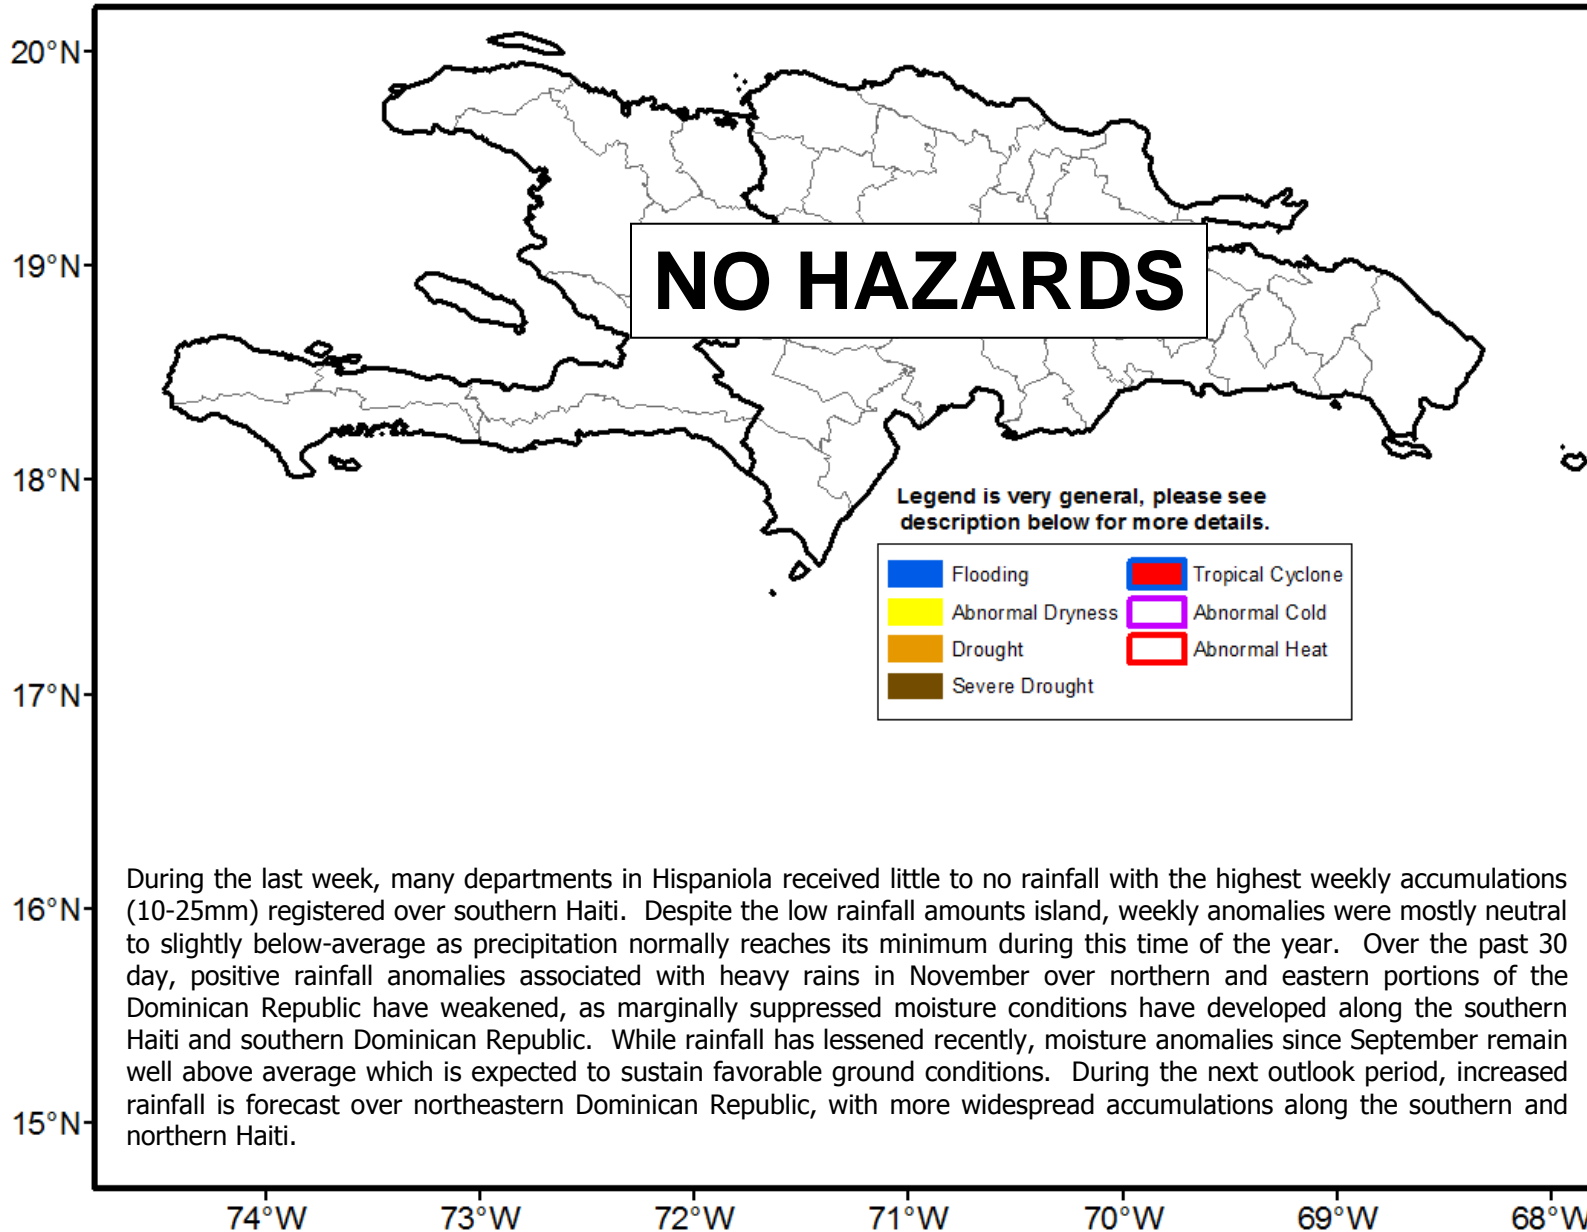 20°N
19°N
18°N
17°N
16°N
15°N
NO HAZARDS
Legend is very general, please see
description below for more details.
Flooding
Tropical Cyclone
Abnormal Dryness
Abnormal Cold
Drought
Abnormal Heat
Severe Drought
During the last week, many departments in Hispaniola received little to no rainfall with the highest weekly accumulations
(10-25mm) registered over southern Haiti.  Despite the low rainfall amounts island, weekly anomalies were mostly neutral
to slightly below-average as precipitation normally reaches its minimum during this time of the year.  Over the past 30
day, positive rainfall anomalies associated with heavy rains in November over northern and eastern portions of the
Dominican Republic have weakened, as marginally suppressed moisture conditions have developed along the southern
Haiti and southern Dominican Republic.  While rainfall has lessened recently, moisture anomalies since September remain
well above average which is expected to sustain favorable ground conditions.  During the next outlook period, increased
rainfall is forecast over northeastern Dominican Republic, with more widespread accumulations along the southern and
northern Haiti.
74°W
73°W
72°W
71°W
70°W
69°W
68°W